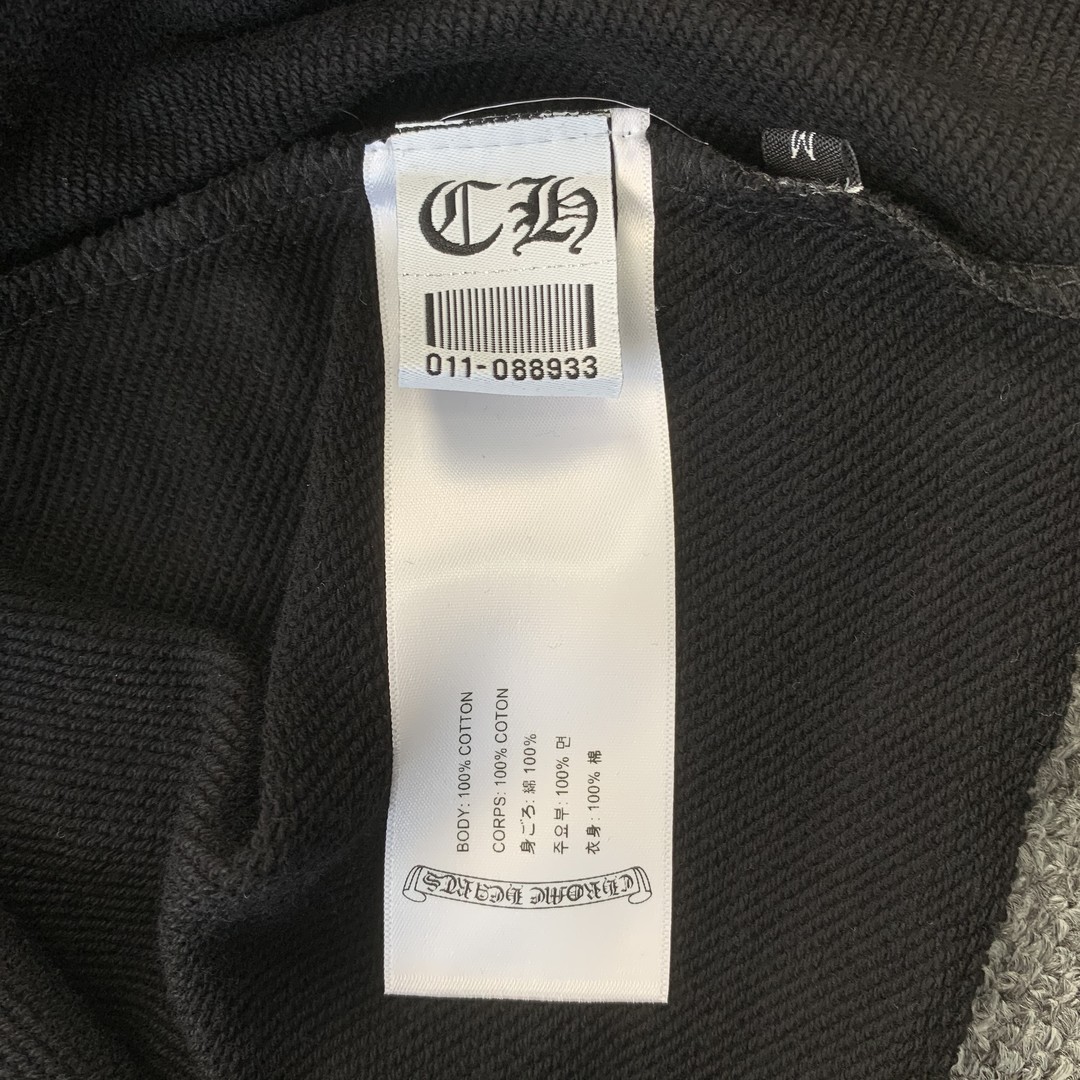 CH
011-088933
M
BODY: 100% COTTON
CORPS: 100% COTON
身ごろ: 綿 100%
주요부: 100% 면
衣身: 100% 棉
CHROME HEARTS